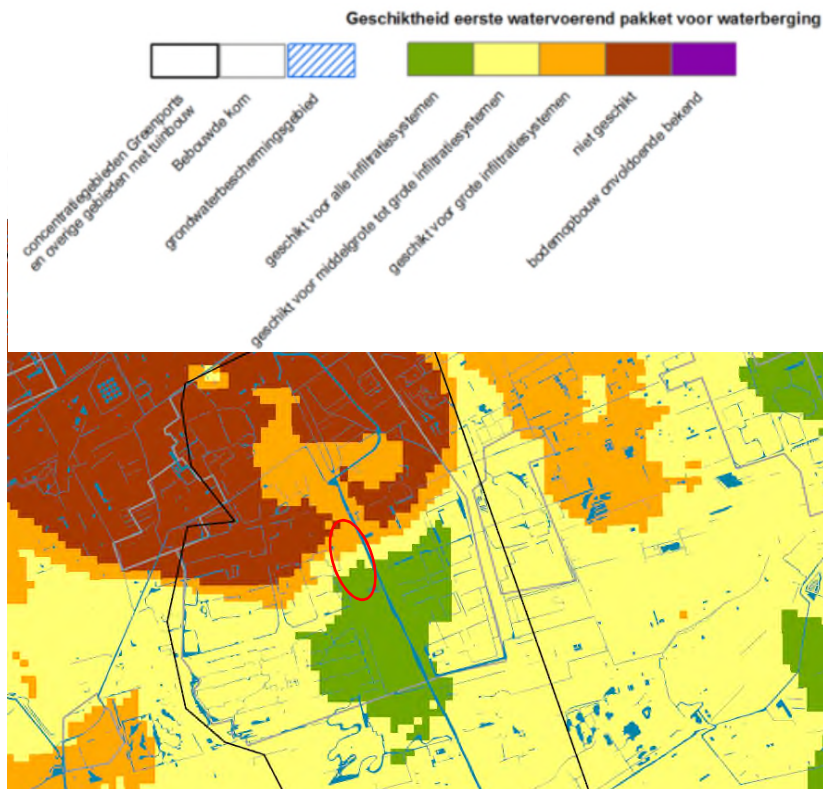 Geschiktheid eerste watervoerend pakket voor waterberging
concentratiegebieden Greenports
en overige gebieden met tuinbouw
Bebouwde kom
grondwaterbeschermingsgebied
geschikt voor alle infiltratiesystemen
geschikt voor middelgrote tot grote infiltratiesystemen
geschikt voor grote infiltratiesystemen
niet geschikt
bodemopbouw onvoldoende bekend